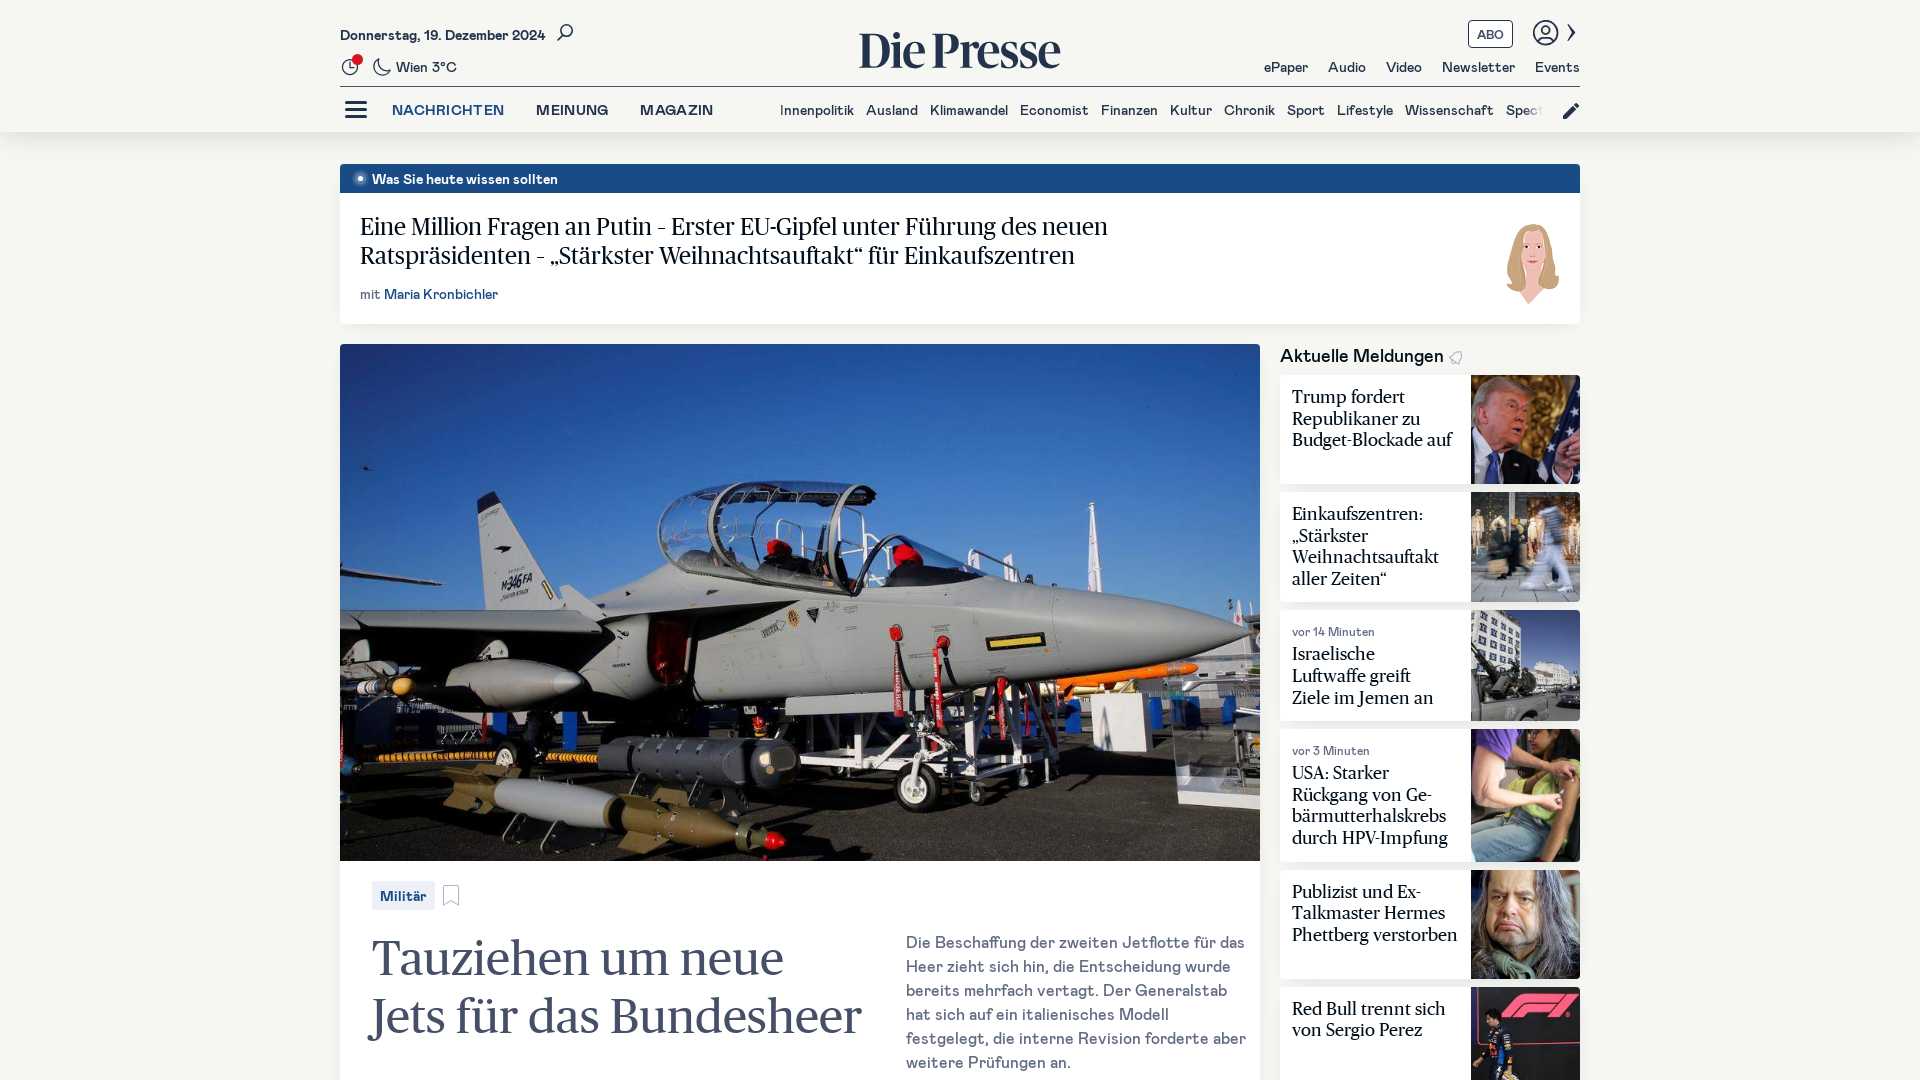 Donnerstag, 19. Dezember 2024
Die Presse
ABO
Wien 3°C
ePaper Audio Video Newsletter Events
NACHRICHTEN MEINUNG MAGAZIN
Innenpolitik Ausland Klimawandel Economist Finanzen Kultur Chronik Sport Lifestyle Wissenschaft Spect
Was Sie heute wissen sollten
Eine Million Fragen an Putin – Erster EU-Gipfel unter Führung des neuen
Ratspräsidenten – „Stärkster Weihnachtsauftakt“ für Einkaufszentren
mit Maria Kronbichler
M-346FA
Militär
Tauziehen um neue
Jets für das Bundesheer
Die Beschaffung der zweiten Jetflotte für das
Heer zieht sich hin, die Entscheidung wurde
bereits mehrfach vertagt. Der Generalstab
hat sich auf ein italienisches Modell
festgelegt, die interne Revision forderte aber
weitere Prüfungen an.
Aktuelle Meldungen
Trump fordert
Republikaner zu
Budget-Blockade auf
Einkaufszentren:
„Stärkster
Weihnachtsauftakt
aller Zeiten“
vor 14 Minuten
Israelische
Luftwaffe greift
Ziele im Jemen an
vor 3 Minuten
USA: Starker
Rückgang von Ge-
bärmutterhalskrebs
durch HPV-Impfung
Publizist und Ex-
Talkmaster Hermes
Phettberg verstorben
Red Bull trennt sich
von Sergio Perez